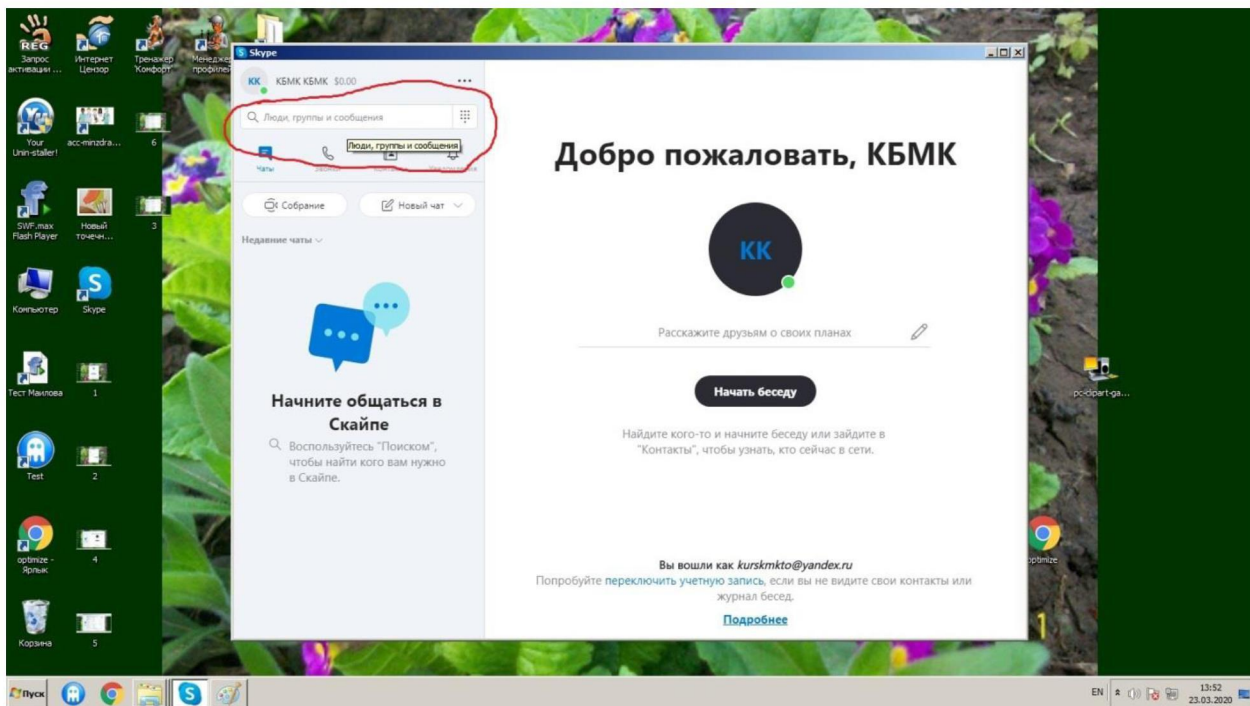 Запрос
активации ...
Интернет
Цензор
Тренажер
'Комфорт'
Менеджер
профилей
Your
Unin-staller!
acc-minzdra...
6
SWF.max
Flash Player
Новый
точечн...
3
Компьютер
Skype
Тест Маилова
1
Test
2
optimize -
Ярлык
4
Корзина
5
Skype
КК
КБМК КБМК $0.00
Люди, группы и сообщения
Люди, группы и сообщения
Чаты
Собрание
Новый чат
Недавние чаты
Начните общаться в
Скайпе
Воспользуйтесь "Поиском",
чтобы найти кого вам нужно
в Скайпе.
Добро пожаловать, КБМК
КК
Расскажите друзьям о своих планах
Начать беседу
Найдите кого-то и начните беседу или зайдите в
"Контакты", чтобы узнать, кто сейчас в сети.
Вы вошли как kurskmkto@yandex.ru
Попробуйте переключить учетную запись, если вы не видите свои контакты или
журнал бесед.
Подробнее
pc-clipart-ga...
optimize
1
Пуск
EN
13:52
23.03.2020